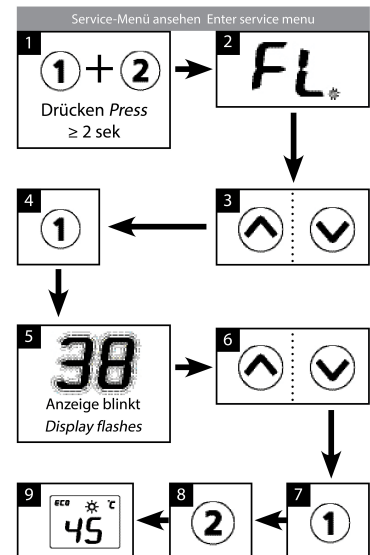 Service-Menü ansehen Enter service menu
1
1 + 2
Drücken Press
≥ 2 sek
2
FL
3
4
1
5
38
Anzeige blinkt
Display flashes
6
7
1
8
2
9
ECO °C
45